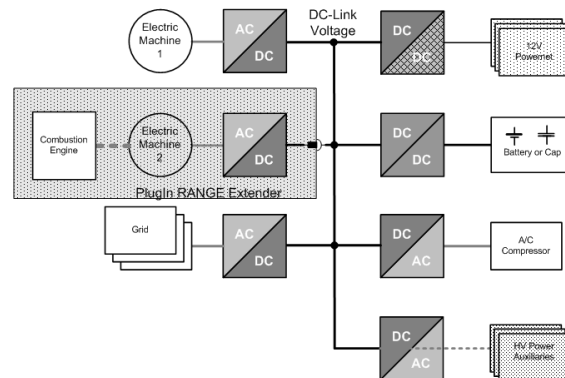 Electric
Machine
1
AC
DC
DC-Link
Voltage
DC
DC
12V
Powernet
Combustion
Engine
Electric
Machine
2
AC
DC
DC
DC
Battery or Cap
PlugIn RANGE Extender
Grid
AC
DC
DC
AC
A/C
Compressor
DC
AC
HV Power
Auxiliaries